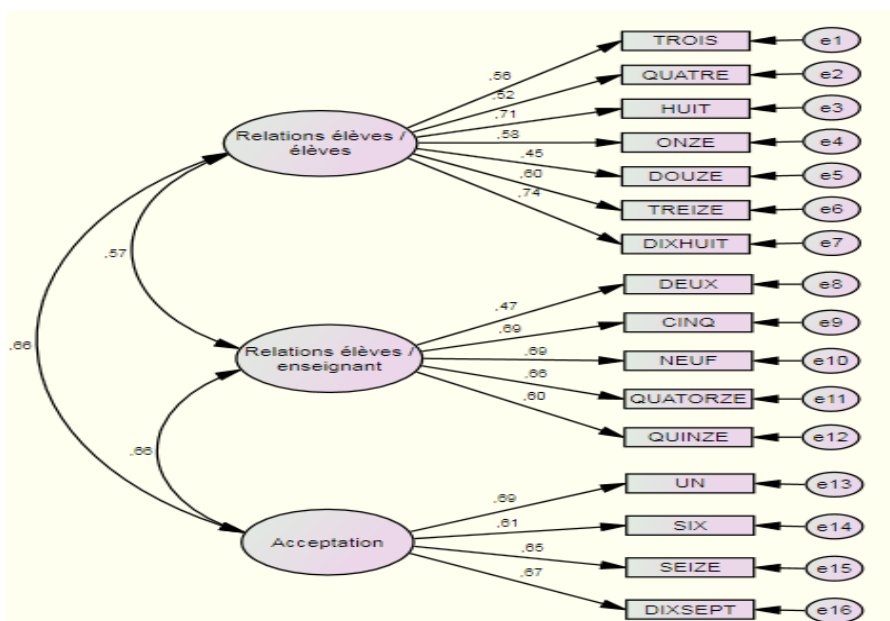 TROIS
e1
,56
QUATRE
e2
,52
HUIT
e3
,71
Relations élèves /
élèves
ONZE
e4
,58
DOUZE
e5
,45
TREIZE
e6
,60
DIXHUIT
e7
,74
,57
DEUX
e8
,47
CINQ
e9
,69
,66
Relations élèves /
enseignant
NEUF
e10
,69
QUATORZE
e11
,66
QUINZE
e12
,60
,66
UN
e13
,69
SIX
e14
,61
Acceptation
SEIZE
e15
,65
DIXSEPT
e16
,67